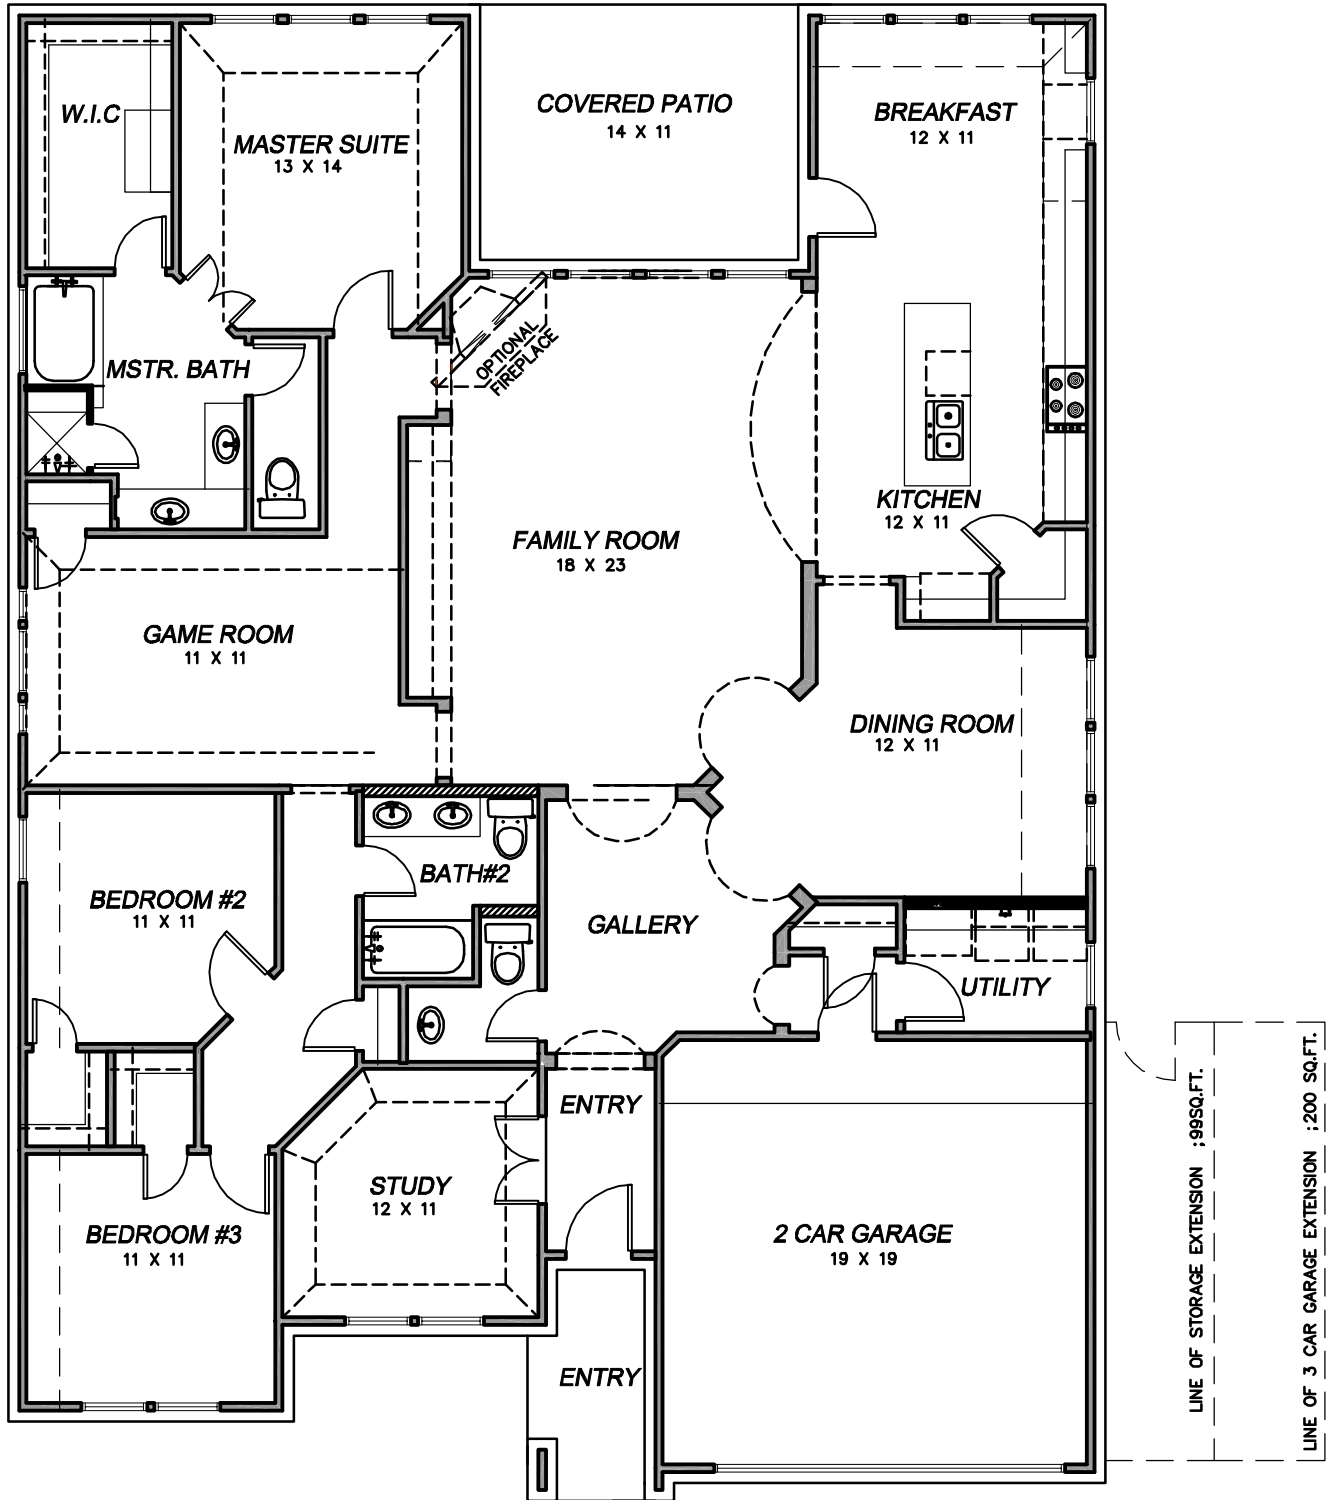 W.I.C
MASTER SUITE
13 X 14
COVERED PATIO
14 X 11
BREAKFAST
12 X 11
MSTR. BATH
OPTIONAL
FIREPLACE
KITCHEN
12 X 11
FAMILY ROOM
18 X 23
GAME ROOM
11 X 11
DINING ROOM
12 X 11
BEDROOM #2
11 X 11
BATH#2
GALLERY
UTILITY
ENTRY
STUDY
12 X 11
BEDROOM #3
11 X 11
2 CAR GARAGE
19 X 19
ENTRY
LINE OF STORAGE EXTENSION ;99SQ.FT.
LINE OF 3 CAR GARAGE EXTENSION ;200 SQ.FT.